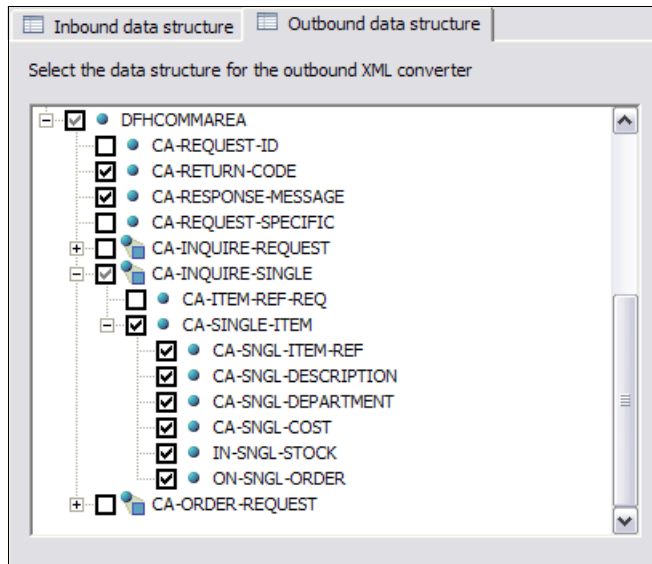 Inbound data structure
Outbound data structure
Select the data structure for the outbound XML converter
DFHCOMMAREA
CA-REQUEST-ID
CA-RETURN-CODE
CA-RESPONSE-MESSAGE
CA-REQUEST-SPECIFIC
CA-INQUIRE-REQUEST
CA-INQUIRE-SINGLE
CA-ITEM-REF-REQ
CA-SINGLE-ITEM
CA-SNGL-ITEM-REF
CA-SNGL-DESCRIPTION
CA-SNGL-DEPARTMENT
CA-SNGL-COST
IN-SNGL-STOCK
ON-SNGL-ORDER
CA-ORDER-REQUEST